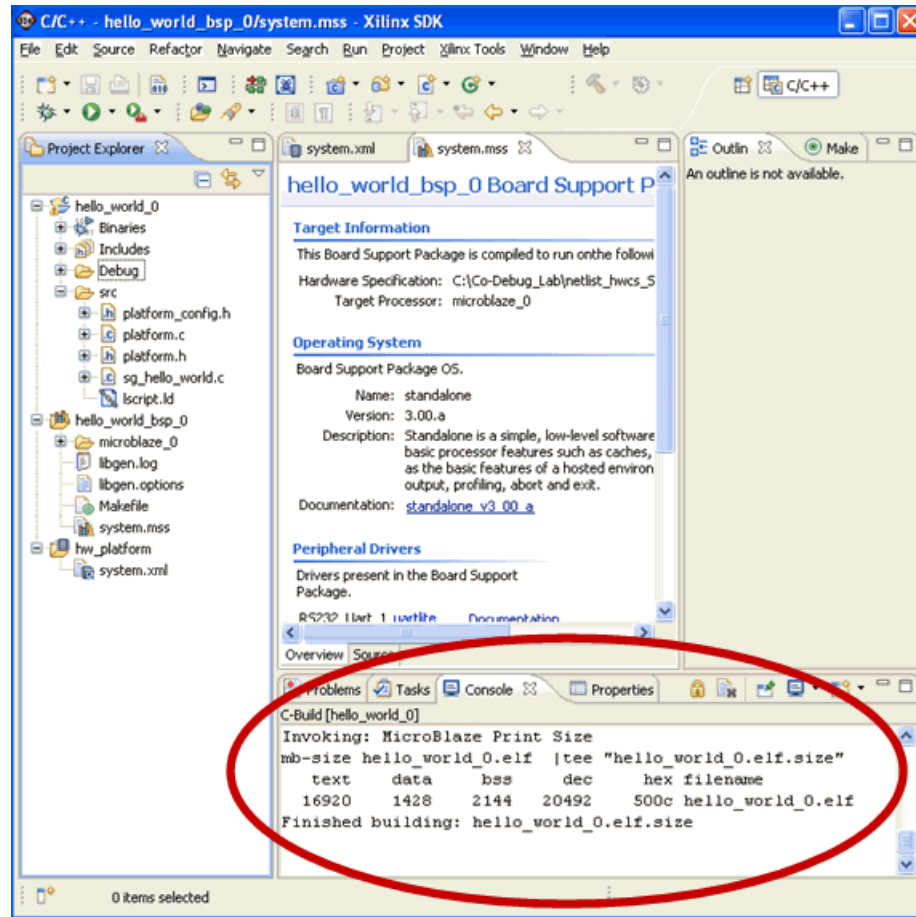 C/C++ - hello_world_bsp_0/system.mss - Xilinx SDK
File Edit Source Refactor Navigate Search Run Project Xilinx Tools Window Help
C/C++
Project Explorer
hello_world_0
Binaries
Includes
Debug
src
platform_config.h
platform.c
platform.h
sg_hello_world.c
lscript.ld
hello_world_bsp_0
microblaze_0
libgen.log
libgen.options
Makefile
system.mss
hw_platform
system.xml
system.xml system.mss
hello_world_bsp_0 Board Support P
Target Information
This Board Support Package is compiled to run onthe followi
Hardware Specification: C:\Co-Debug_Lab\netlist_hwcs_S
Target Processor: microblaze_0
Operating System
Board Support Package OS.
Name: standalone
Version: 3.00.a
Description: Standalone is a simple, low-level software
basic processor features such as caches,
as the basic features of a hosted environ
output, profiling, abort and exit.
Documentation: standalone_v3_00_a
Peripheral Drivers
Drivers present in the Board Support
Package.
RS232_Uart_1 uartlite Documentation
Overview Source
Outlin Make
An outline is not available.
Problems Tasks Console Properties
C-Build [hello_world_0]
Invoking: MicroBlaze Print Size
mb-size hello_world_0.elf |tee "hello_world_0.elf.size"
text data bss dec hex filename
16920 1428 2144 20492 500c hello_world_0.elf
Finished building: hello_world_0.elf.size
0 items selected